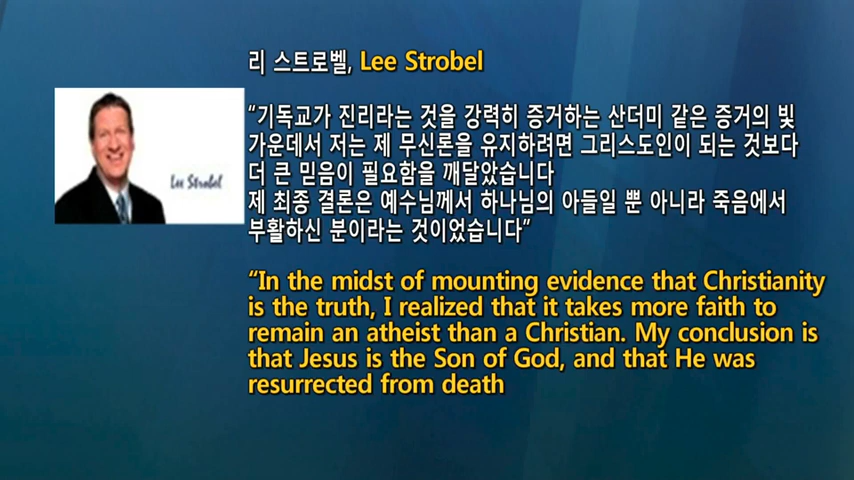 리 스트로벨, Lee Strobel
“기독교가 진리라는 것을 강력히 증거하는 산더미 같은 증거의 빛
가운데서 저는 제 무신론을 유지하려면 그리스도인이 되는 것보다
더 큰 믿음이 필요함을 깨달았습니다
제 최종 결론은 예수님께서 하나님의 아들일 뿐 아니라 죽음에서
부활하신 분이라는 것이었습니다”
Lee Strobel
“In the midst of mounting evidence that Christianity
is the truth, I realized that it takes more faith to
remain an atheist than a Christian. My conclusion is
that Jesus is the Son of God, and that He was
resurrected from death